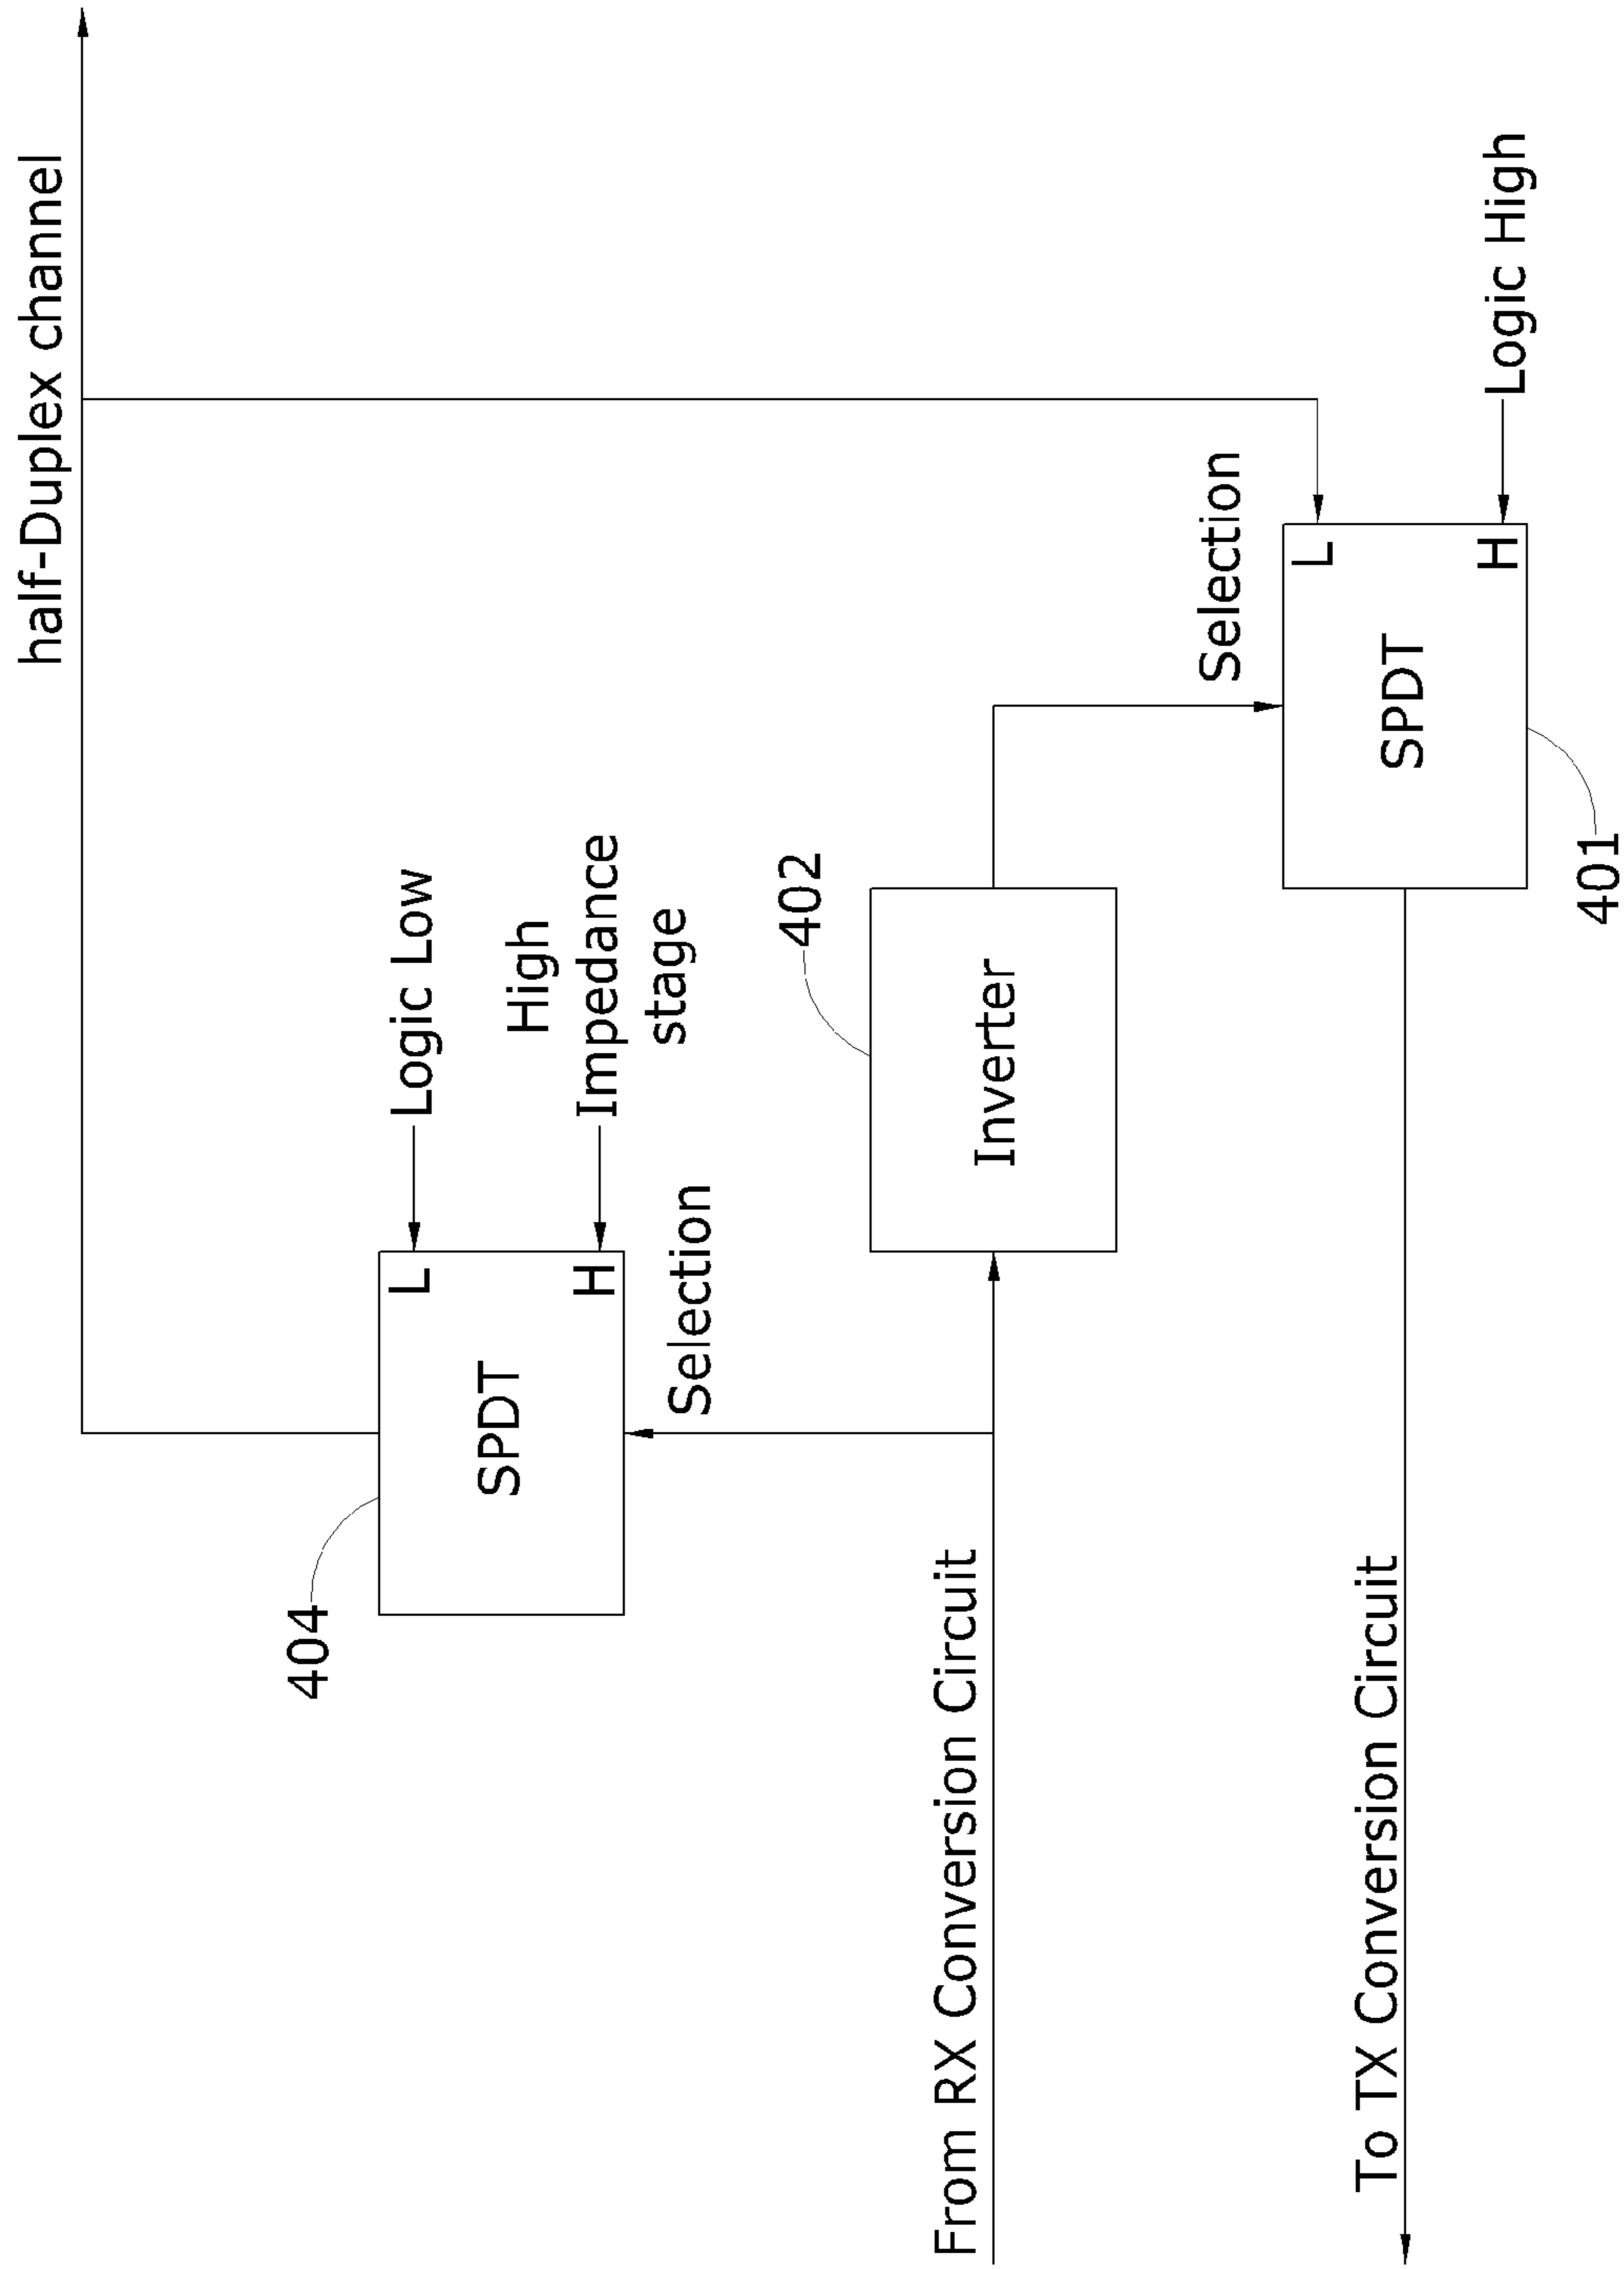 half-Duplex channel
404
SPDT
L
H
Logic Low
High
Impedance
stage
Selection
402
Inverter
From RX Conversion Circuit
Selection
SPDT
L
H
Logic High
To TX Conversion Circuit
401